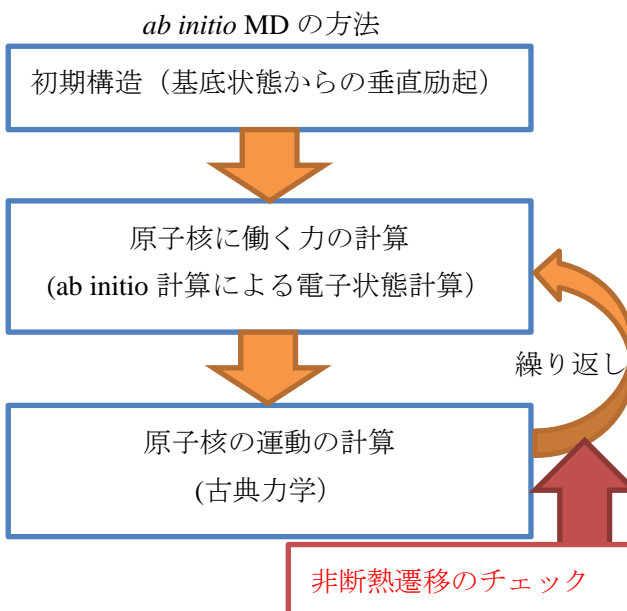 ab initio MD の方法
初期構造（基底状態からの垂直励起）
原子核に働く力の計算
(ab initio 計算による電子状態計算）
繰り返し
原子核の運動の計算
(古典力学）
非断熱遷移のチェック